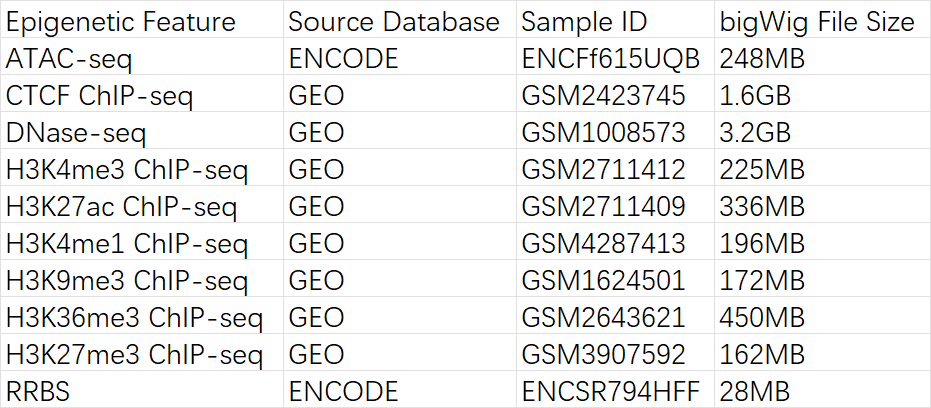 Epigenetic Feature Source Database Sample ID bigWig File Size
ATAC-seq ENCODE ENCFf615UQB 248MB
CTCF ChIP-seq GEO GSM2423745 1.6GB
DNase-seq GEO GSM1008573 3.2GB
H3K4me3 ChIP-seq GEO GSM2711412 225MB
H3K27ac ChIP-seq GEO GSM2711409 336MB
H3K4me1 ChIP-seq GEO GSM4287413 196MB
H3K9me3 ChIP-seq GEO GSM1624501 172MB
H3K36me3 ChIP-seq GEO GSM2643621 450MB
H3K27me3 ChIP-seq GEO GSM3907592 162MB
RRBS ENCODE ENCSR794HFF 28MB